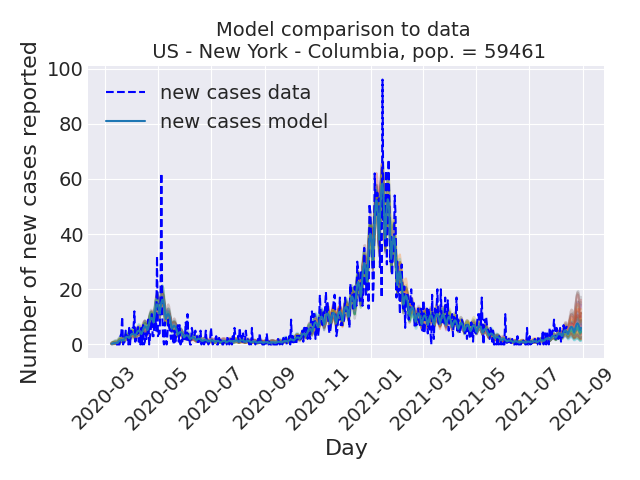 Model comparison to data
US - New York - Columbia, pop. = 59461
Number of new cases reported
100
80
60
40
20
0
new cases data
new cases model
2020-03
2020-05
2020-07
2020-09
2020-11
2021-01
2021-03
2021-05
2021-07
2021-09
Day